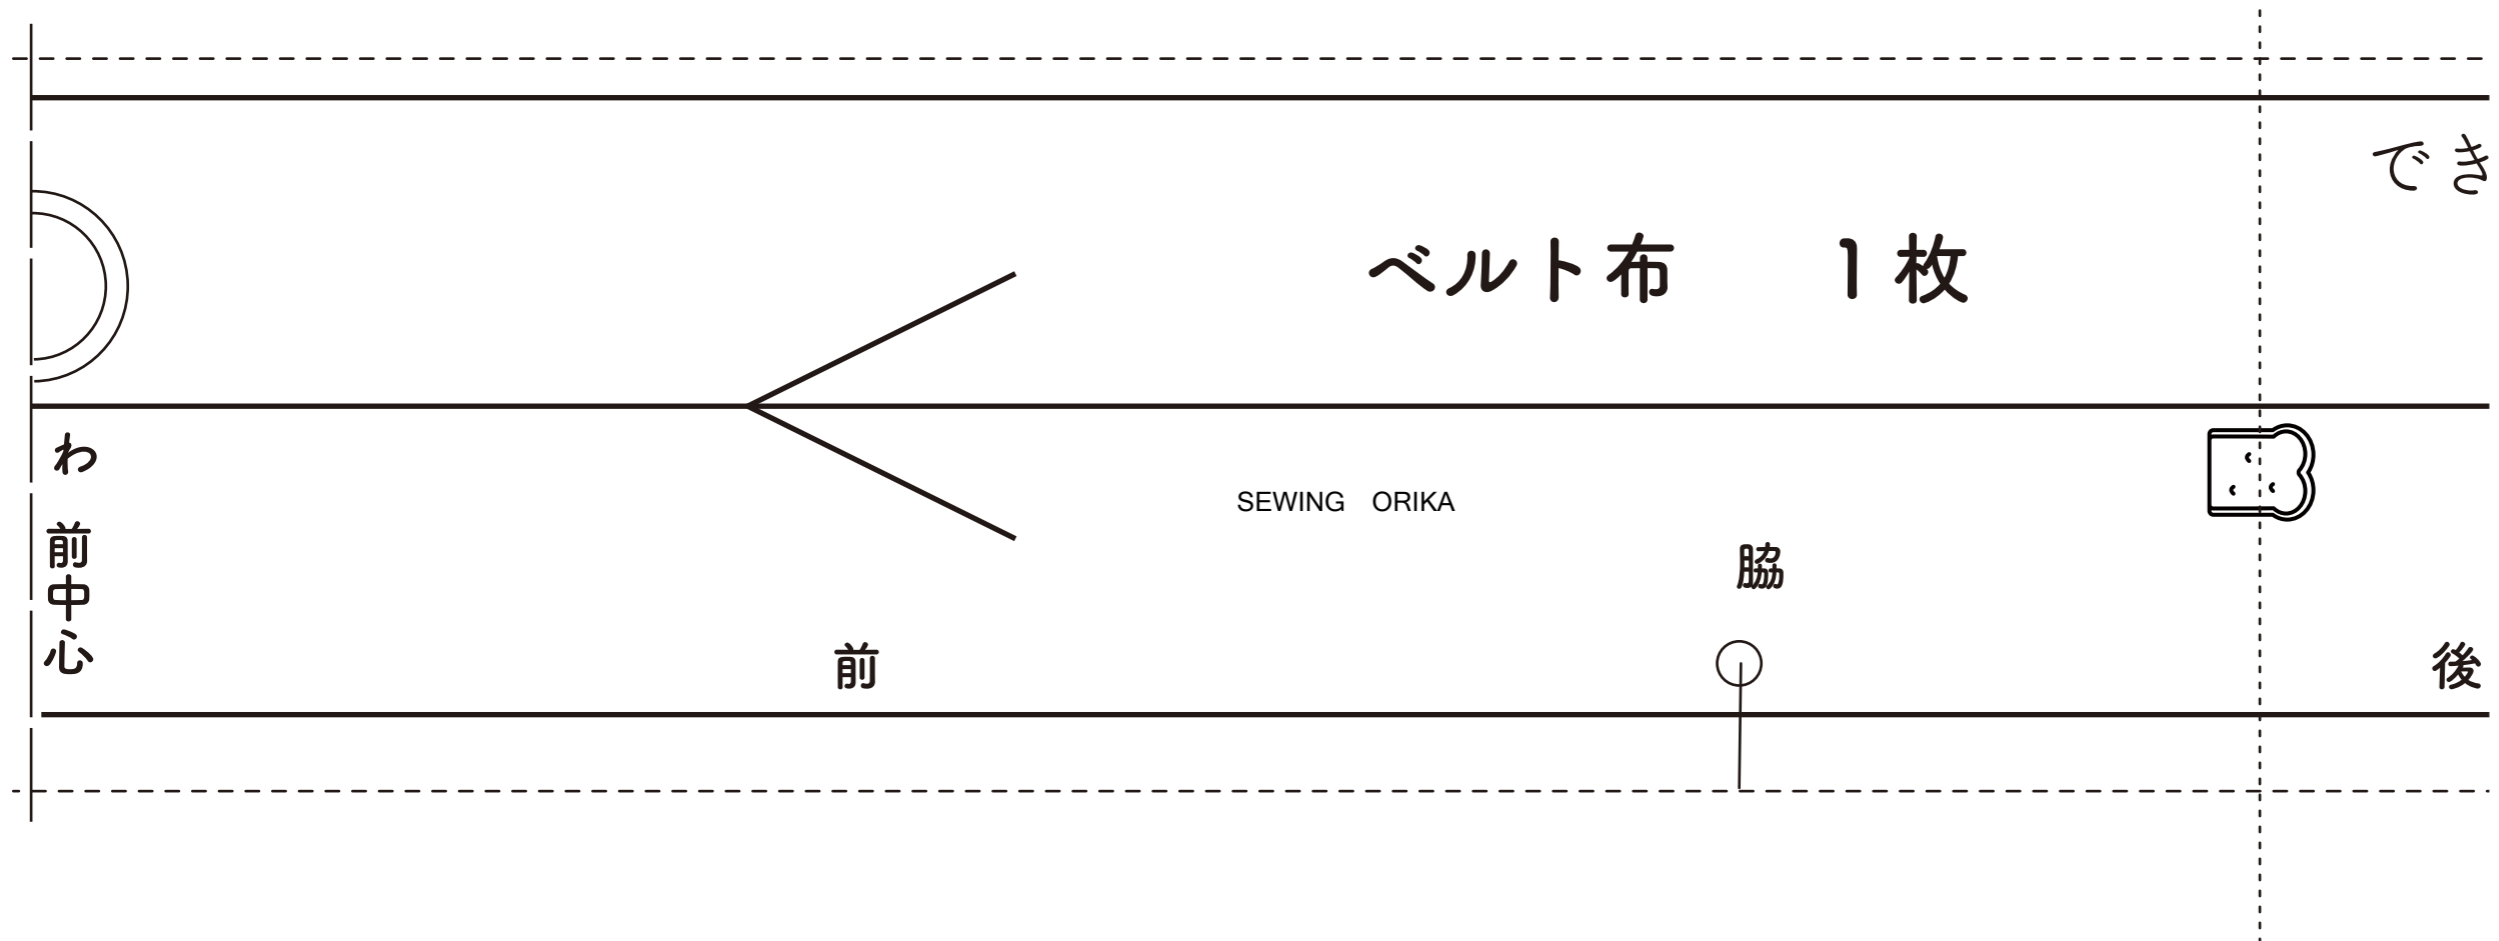 でき
ベルト布　１枚
わ
前中心
SEWING　ORIKA
脇
前
後